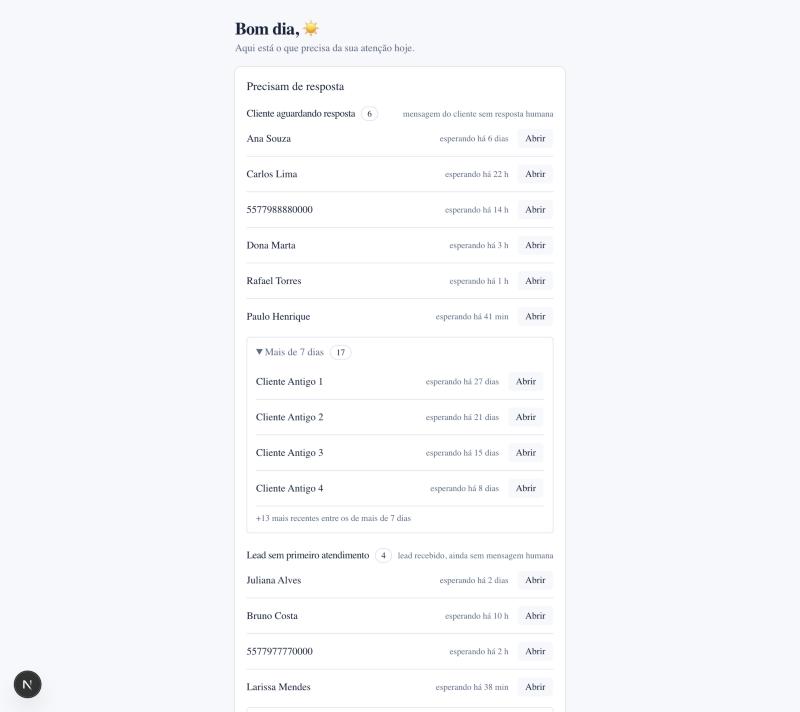 Bom dia, ☀️
Aqui está o que precisa da sua atenção hoje.
Precisam de resposta
Cliente aguardando resposta 6 mensagem do cliente sem resposta humana
Ana Souza esperando há 6 dias Abrir
Carlos Lima esperando há 22 h Abrir
5577988880000 esperando há 14 h Abrir
Dona Marta esperando há 3 h Abrir
Rafael Torres esperando há 1 h Abrir
Paulo Henrique esperando há 41 min Abrir
▼ Mais de 7 dias 17
Cliente Antigo 1 esperando há 27 dias Abrir
Cliente Antigo 2 esperando há 21 dias Abrir
Cliente Antigo 3 esperando há 15 dias Abrir
Cliente Antigo 4 esperando há 8 dias Abrir
+13 mais recentes entre os de mais de 7 dias
Lead sem primeiro atendimento 4 lead recebido, ainda sem mensagem humana
Juliana Alves esperando há 2 dias Abrir
Bruno Costa esperando há 10 h Abrir
5577977770000 esperando há 2 h Abrir
Larissa Mendes esperando há 38 min Abrir
N